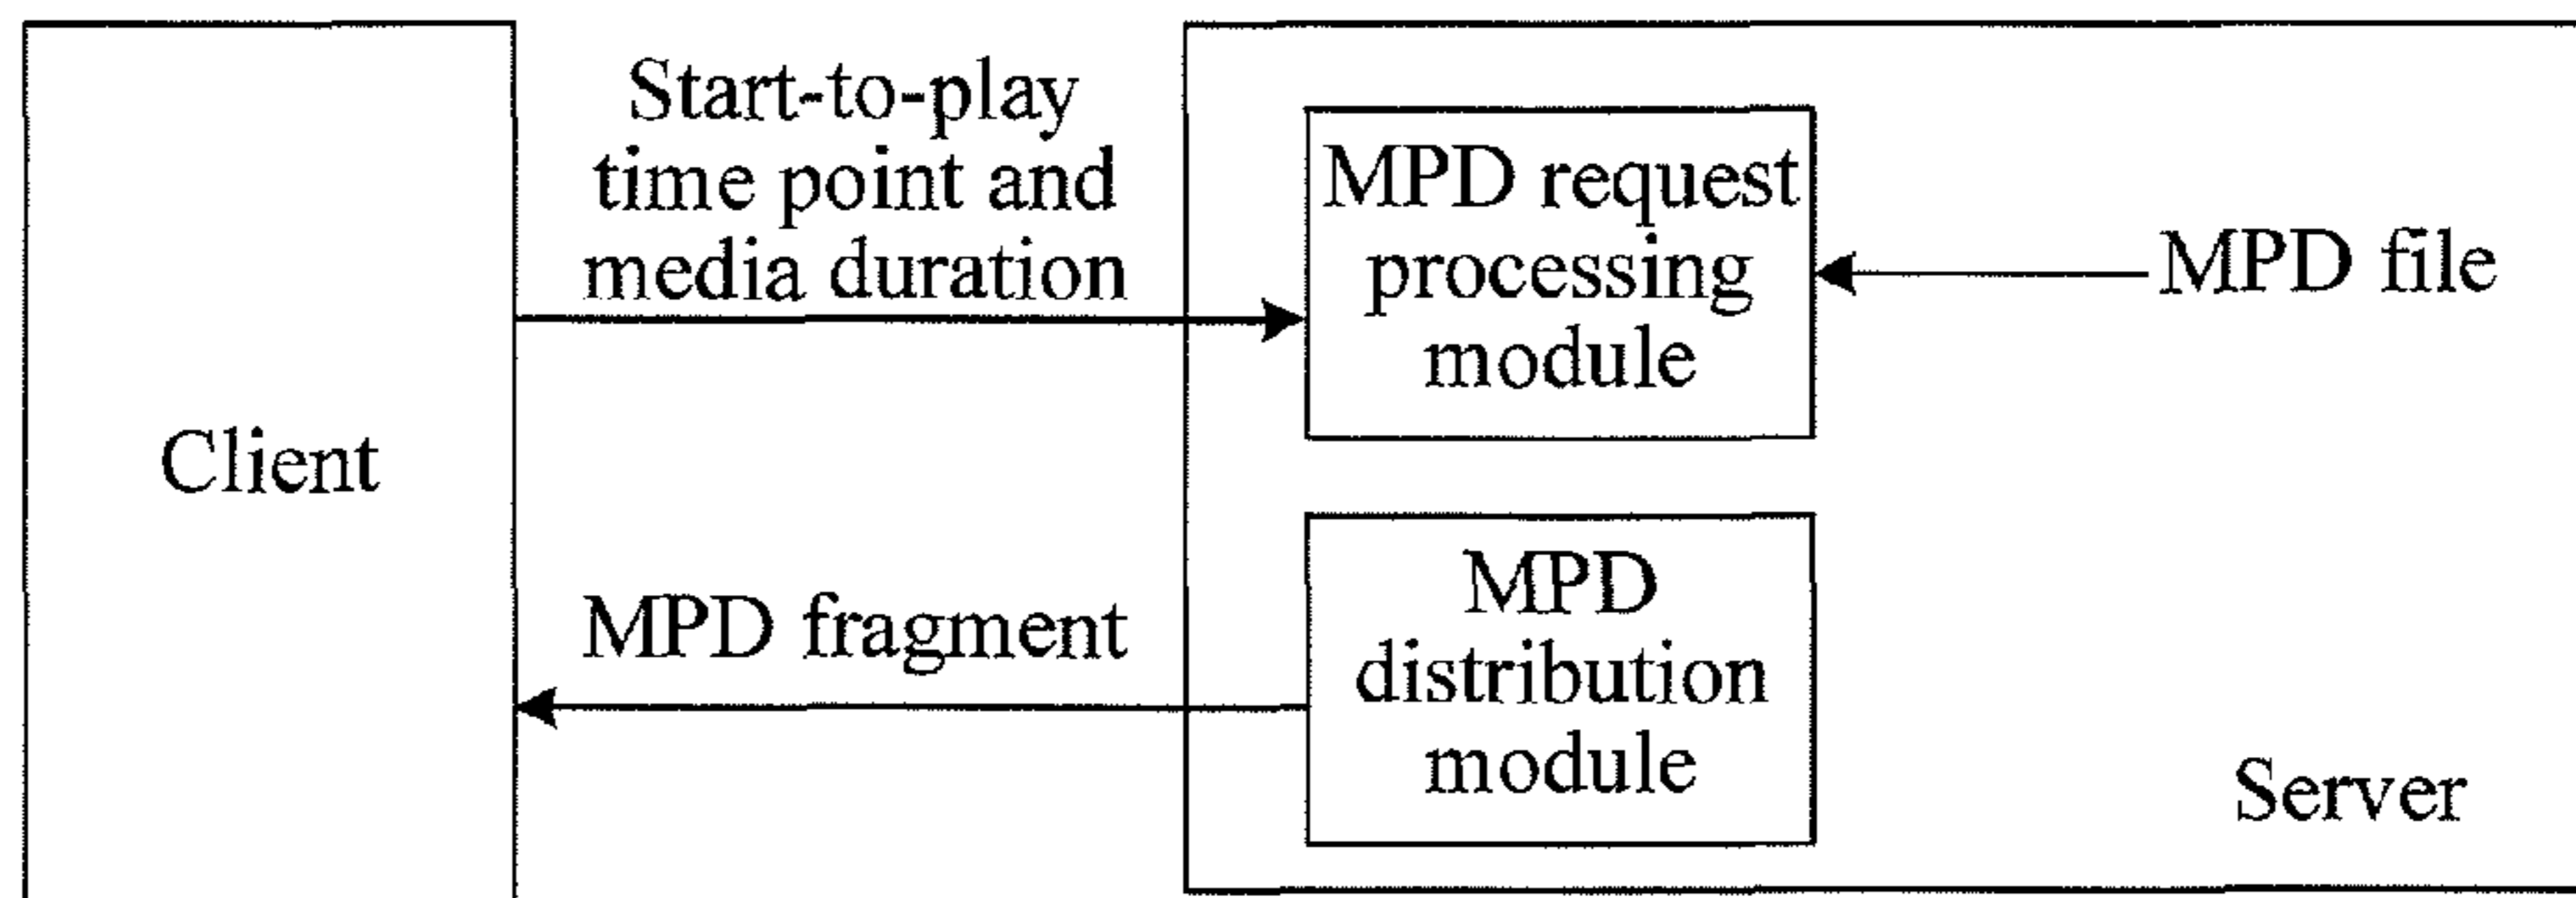 Start-to-play
time point and
media duration
MPD request
processing
module
MPD file
Client
MPD fragment
MPD
distribution
module
Server